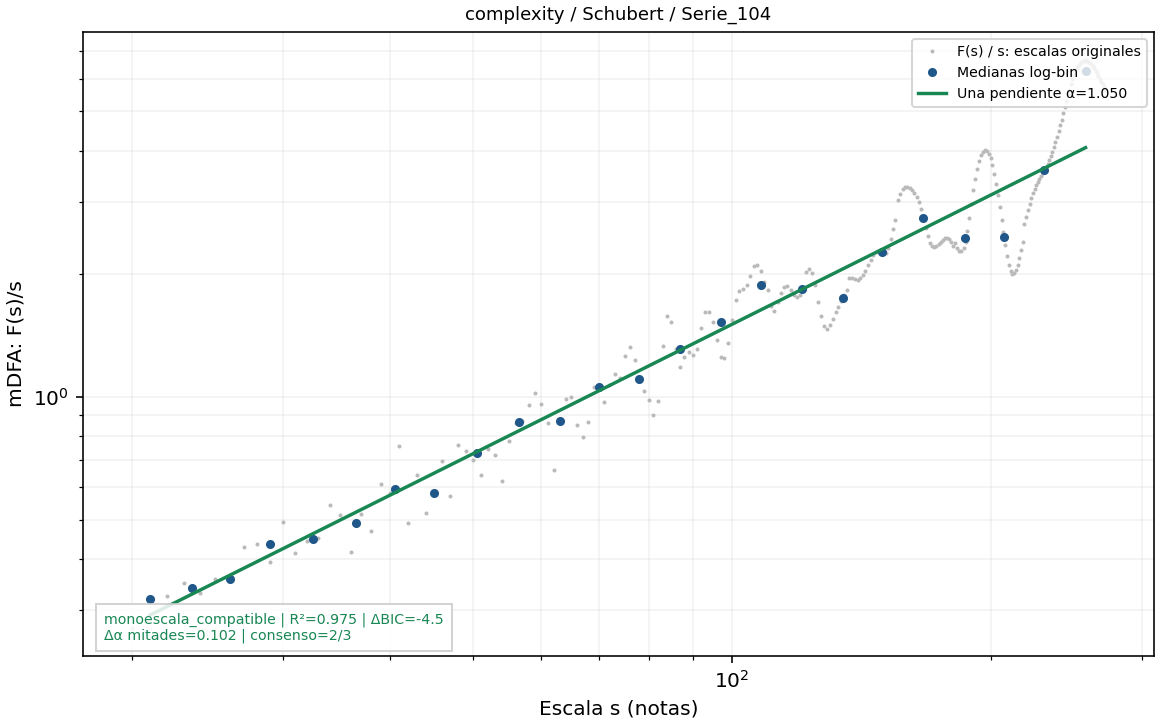 complexity / Schubert / Serie_104
F(s) / s: escalas originales
Medianas log-bin
Una pendiente α=1.050
mDFA: F(s)/s
10⁰
monoescala_compatible | R²=0.975 | ΔBIC=-4.5
Δα mitades=0.102 | consenso=2/3
10²
Escala s (notas)